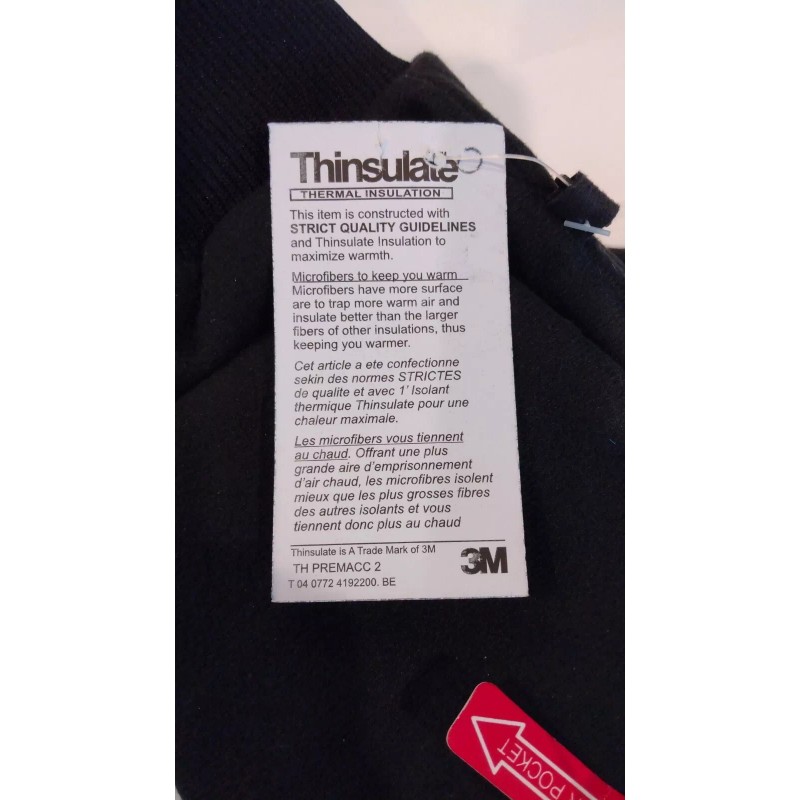 Thinsulate
THERMAL INSULATION
This item is constructed with
STRICT QUALITY GUIDELINES
and Thinsulate Insulation to
maximize warmth.
Microfibers to keep you warm
Microfibers have more surface
are to trap more warm air and
insulate better than the larger
fibers of other insulations, thus
keeping you warmer.
Cet article a ete confectionne
sekin des normes STRICTES
de qualite et avec 1' Isolant
thermique Thinsulate pour une
chaleur maximale.
Les microfibers vous tiennent
au chaud. Offrant une plus
grande aire d'emprisonnement
d'air chaud, les microfibres isolent
mieux que les plus grosses fibres
des autres isolants et vous
tiennent donc plus au chaud
Thinsulate is A Trade Mark of 3M
TH PREMACC 2
T 04 0772 4192200. BE
3M
POCKET